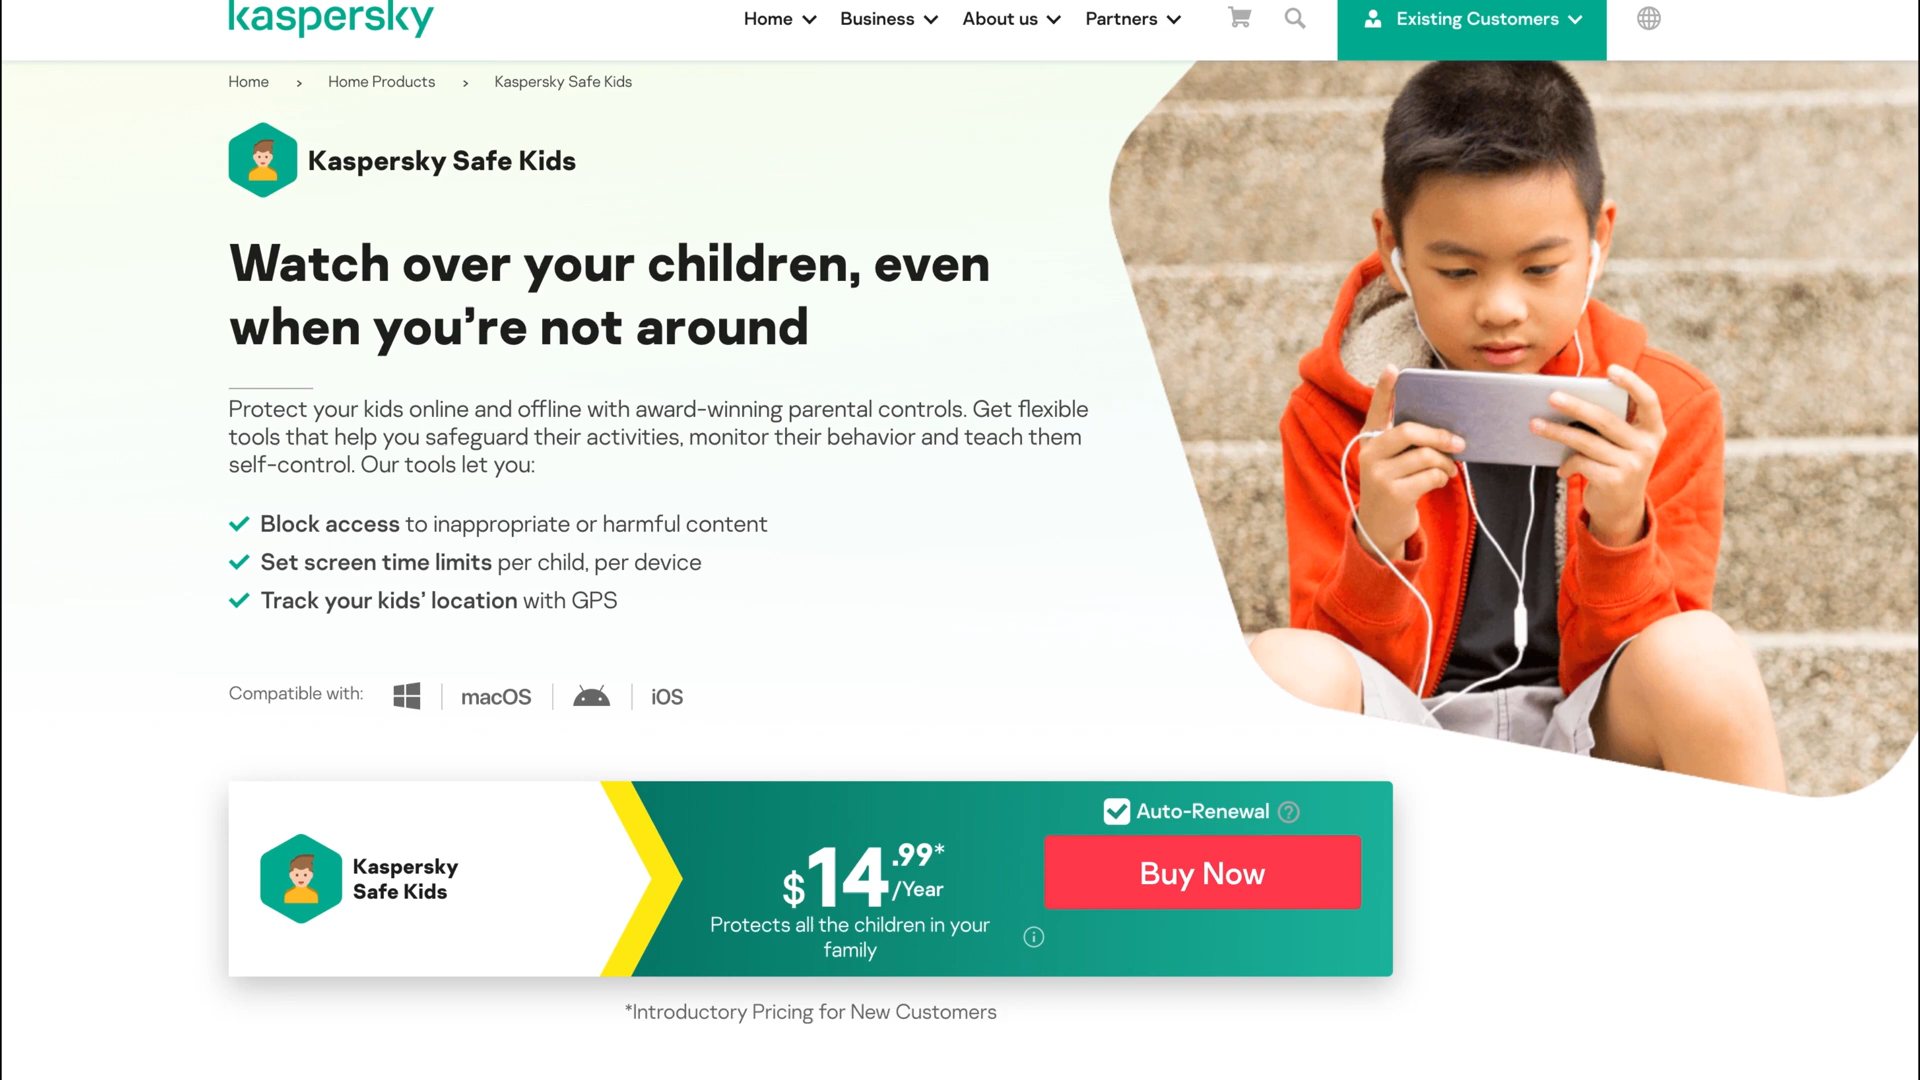 kaspersky
Home
Business
About us
Partners
Existing Customers
Home > Home Products > Kaspersky Safe Kids
Kaspersky Safe Kids
Watch over your children, even
when you’re not around
Protect your kids online and offline with award-winning parental controls. Get flexible
tools that help you safeguard their activities, monitor their behavior and teach them
self-control. Our tools let you:
Block access to inappropriate or harmful content
Set screen time limits per child, per device
Track your kids’ location with GPS
Compatible with:
macOS
iOS
Kaspersky
Safe Kids
$14.99*
/Year
Protects all the children in your
family
Auto-Renewal
Buy Now
*Introductory Pricing for New Customers